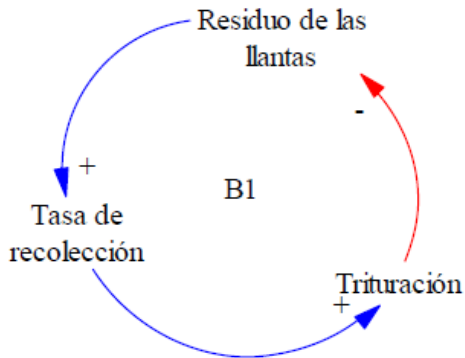 Residuo de las
llantas
-
+
B1
Tasa de
recolección
Trituración
+